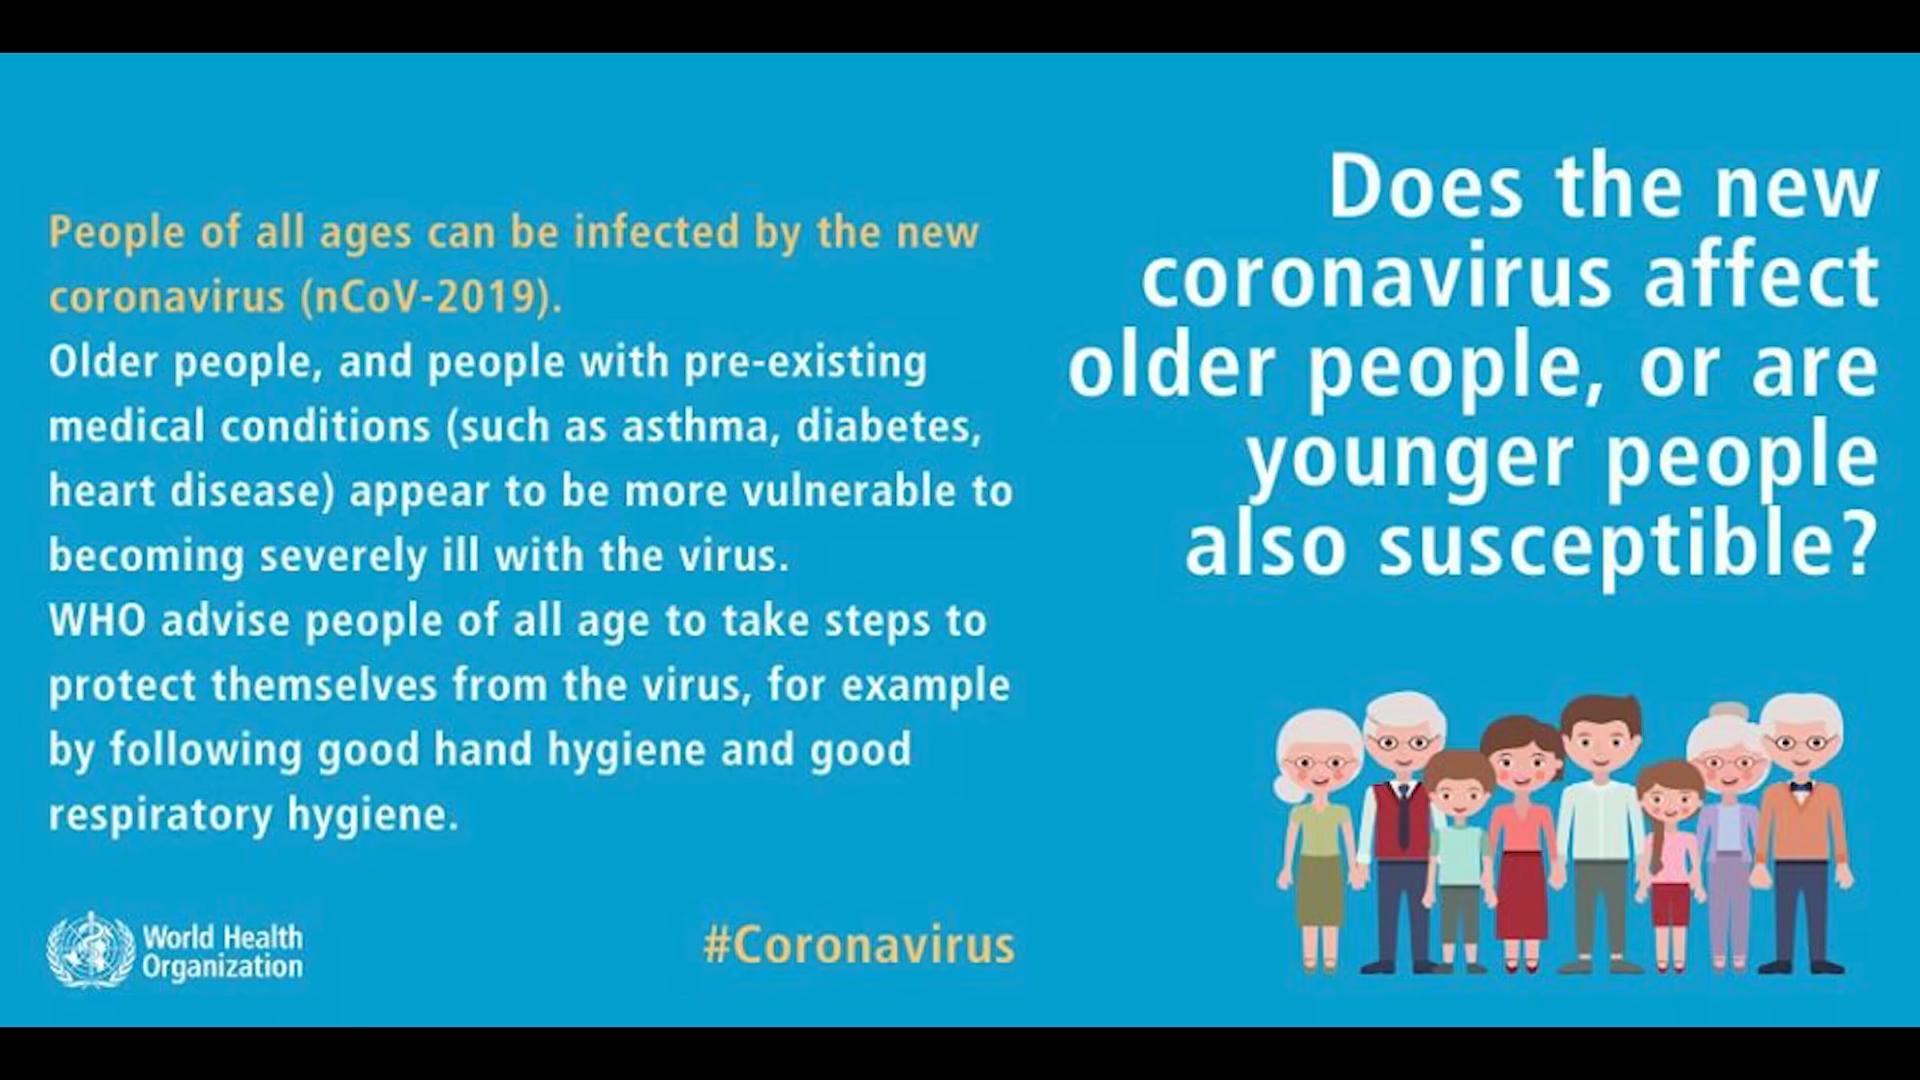 Does the new
coronavirus affect
older people, or are
younger people
also susceptible?
People of all ages can be infected by the new
coronavirus (nCoV-2019).
Older people, and people with pre-existing
medical conditions (such as asthma, diabetes,
heart disease) appear to be more vulnerable to
becoming severely ill with the virus.
WHO advise people of all age to take steps to
protect themselves from the virus, for example
by following good hand hygiene and good
respiratory hygiene.
World Health
Organization
#Coronavirus